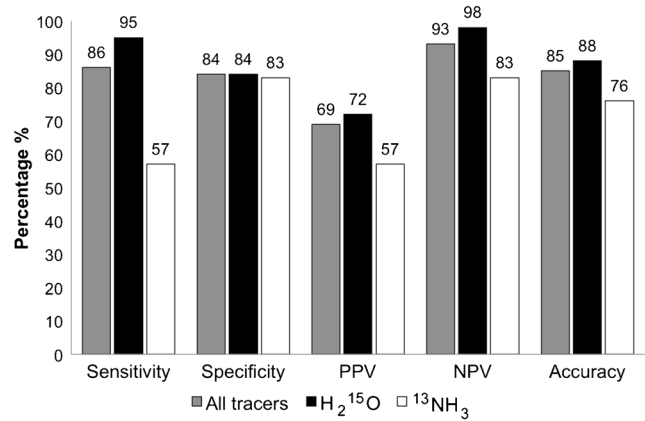 Percentage %
100
90
80
70
60
50
40
30
20
10
0
86 95 57
84 84 83
69 72 57
93 98 83
85 88 76
Sensitivity Specificity PPV NPV Accuracy
All tracers H₂¹⁵O ¹³NH₃